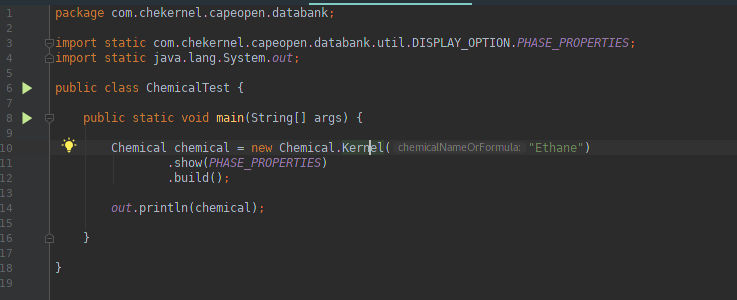 1 package com.chekernel.capeopen.databank;
2
3 import static com.chekernel.capeopen.databank.util.DISPLAY_OPTION.PHASE_PROPERTIES;
4 import static java.lang.System.out;
5
6 public class ChemicalTest {
7
8 public static void main(String[] args) {
9
10 Chemical chemical = new Chemical.Kernel( chemicalNameOrFormula: "Ethane")
11 .show(PHASE_PROPERTIES)
12 .build();
13
14 out.println(chemical);
15
16 }
17
18 }
19